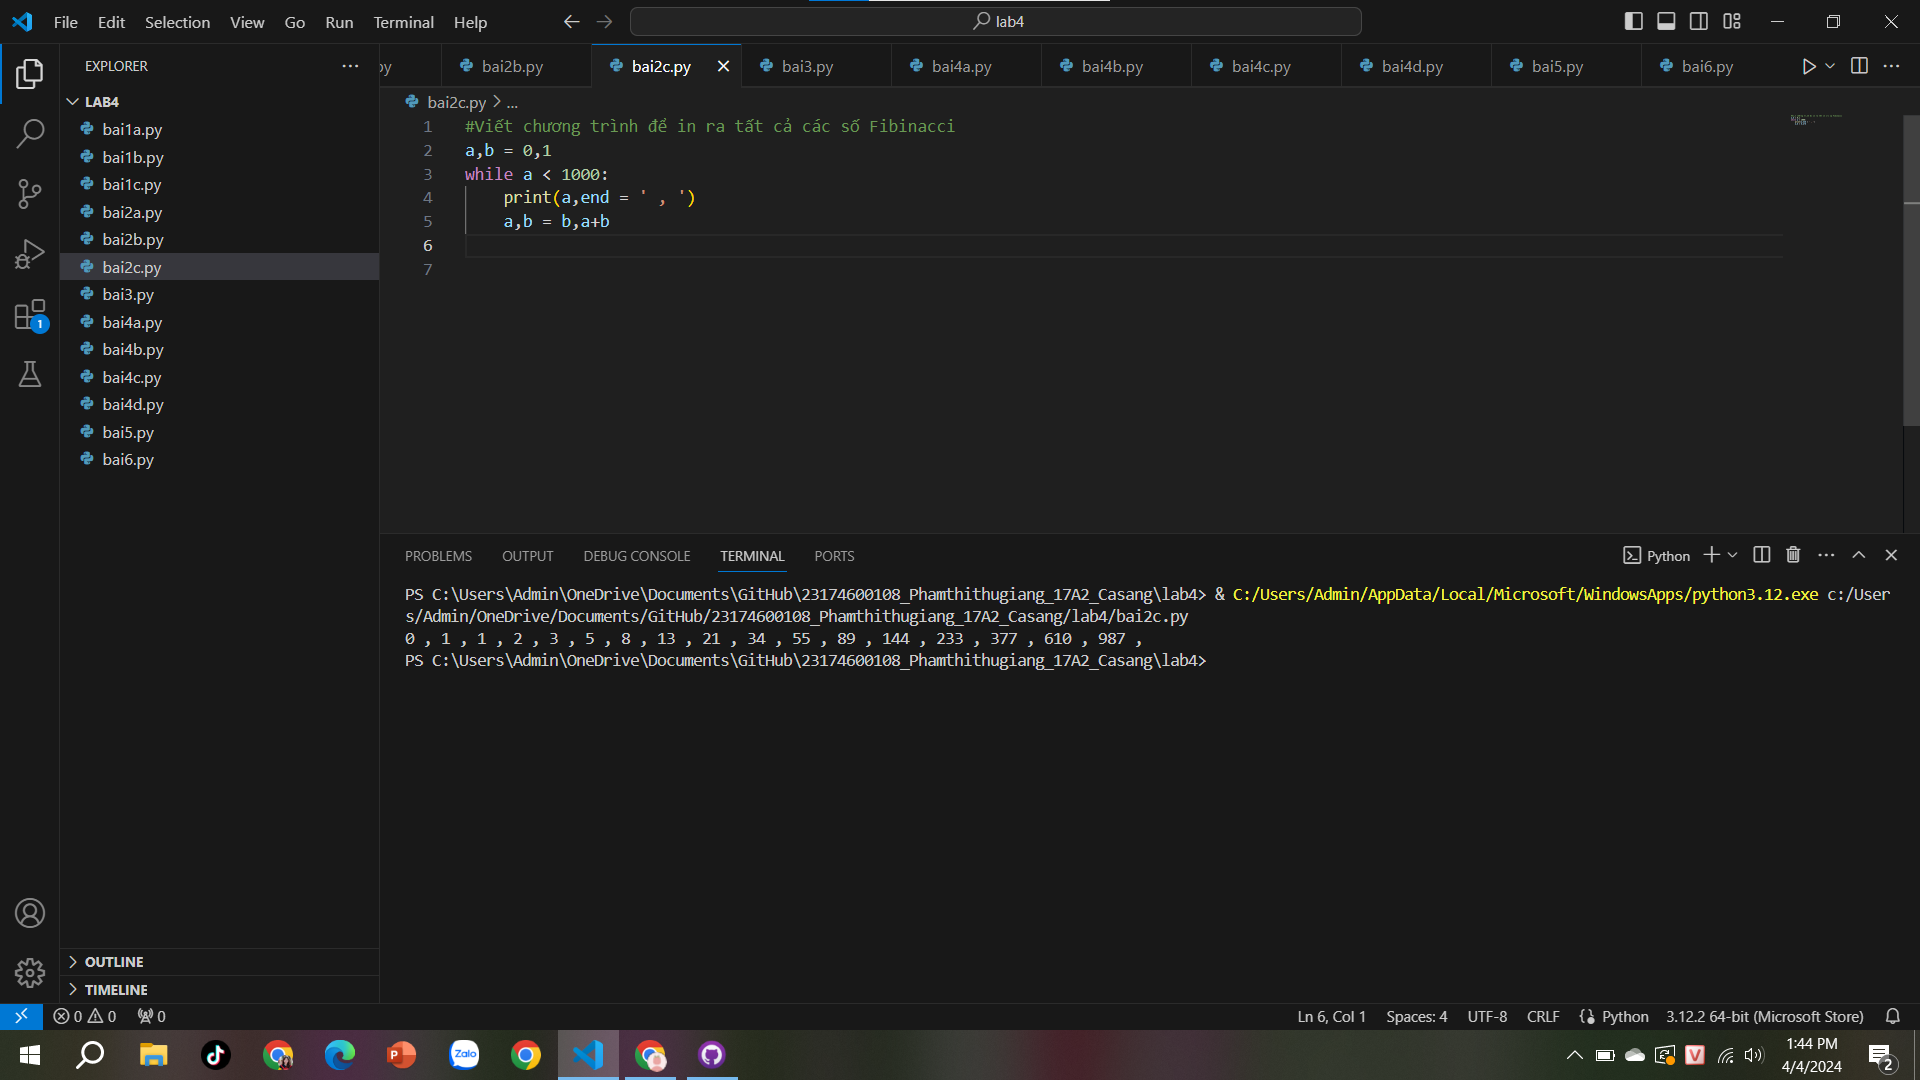 File Edit Selection View Go Run Terminal Help
lab4
EXPLORER
LAB4
bai1a.py
bai1b.py
bai1c.py
bai2a.py
bai2b.py
bai2c.py
bai3.py
bai4a.py
bai4b.py
bai4c.py
bai4d.py
bai5.py
bai6.py
OUTLINE
TIMELINE
1
py bai2b.py bai2c.py bai3.py bai4a.py bai4b.py bai4c.py bai4d.py bai5.py bai6.py
bai2c.py > ...
1 #Viết chương trình để in ra tất cả các số Fibinacci
2 a,b = 0,1
3 while a < 1000:
4 print(a,end = ' , ')
5 a,b = b,a+b
6
7
PROBLEMS OUTPUT DEBUG CONSOLE TERMINAL PORTS
Python
PS C:\Users\Admin\OneDrive\Documents\GitHub\23174600108_Phamthithugiang_17A2_Casang\lab4> & C:/Users/Admin/AppData/Local/Microsoft/WindowsApps/python3.12.exe c:/User
s/Admin/OneDrive/Documents/GitHub/23174600108_Phamthithugiang_17A2_Casang/lab4/bai2c.py
0 , 1 , 1 , 2 , 3 , 5 , 8 , 13 , 21 , 34 , 55 , 89 , 144 , 233 , 377 , 610 , 987 ,
PS C:\Users\Admin\OneDrive\Documents\GitHub\23174600108_Phamthithugiang_17A2_Casang\lab4>
0 0 0
Ln 6, Col 1 Spaces: 4 UTF-8 CRLF Python 3.12.2 64-bit (Microsoft Store)
P Zalo V
1:44 PM
4/4/2024
2